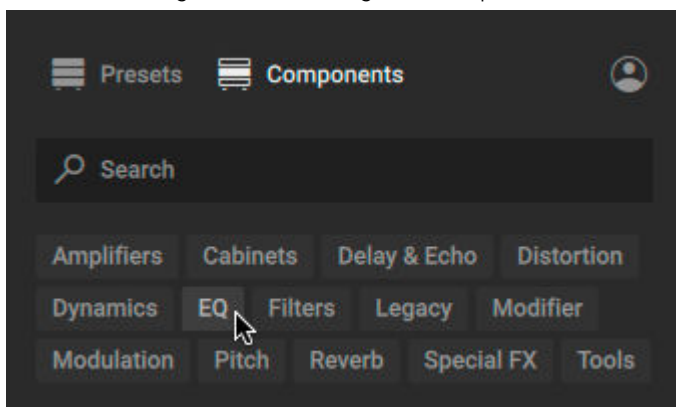 Presets Components
Search
Amplifiers Cabinets Delay & Echo Distortion
Dynamics EQ Filters Legacy Modifier
Modulation Pitch Reverb Special FX Tools